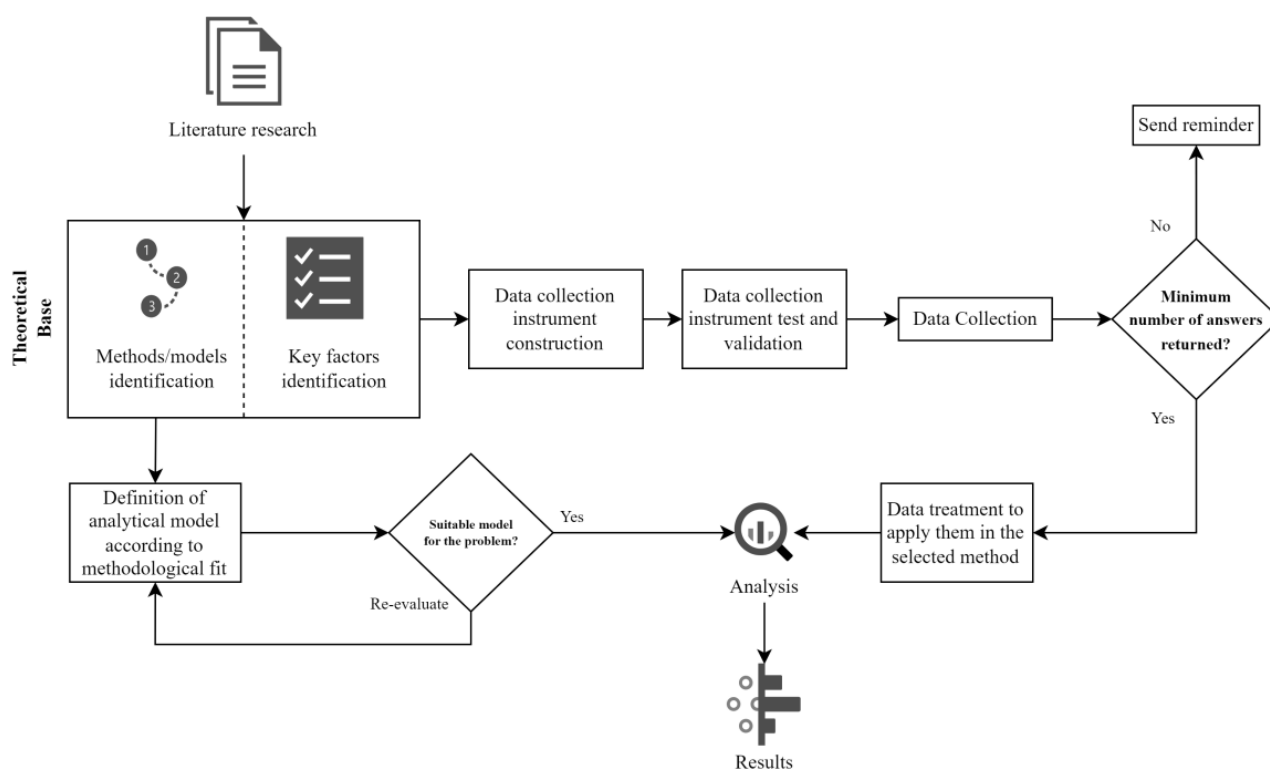 Literature research
Send reminder
No
Theoretical
Base
1
2
3
Methods/models
identification
Key factors
identification
Data collection
instrument
construction
Data collection
instrument test and
validation
Data Collection
Minimum
number of answers
returned?
Yes
Definition of
analytical model
according to
methodological fit
Suitable model
for the problem?
Yes
Re-evaluate
Analysis
Data treatment to
apply them in the
selected method
Results